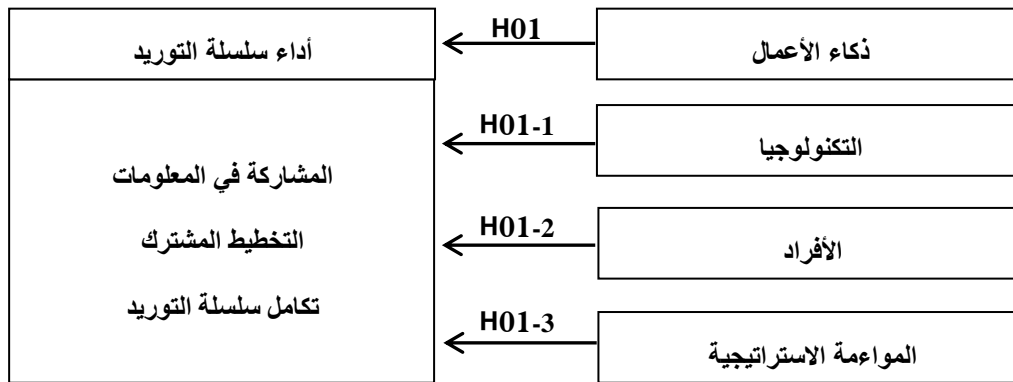 ذكاء الأعمال
H01
أداء سلسلة التوريد
التكنولوجيا
H01-1
المشاركة في المعلومات
الأفراد
H01-2
التخطيط المشترك
تكامل سلسلة التوريد
H01-3
المواءمة الاستراتيجية